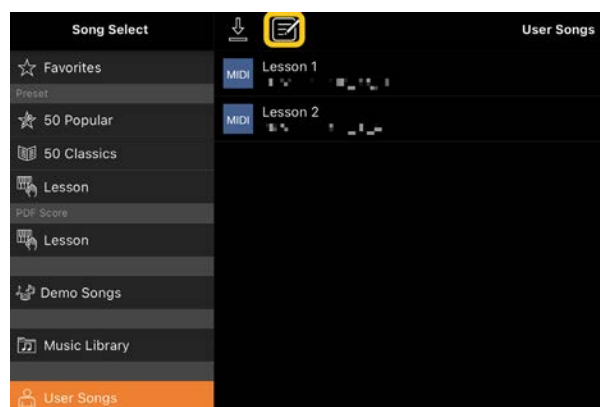 Song Select
User Songs
Favorites
Preset
50 Popular
50 Classics
Lesson
PDF Score
Lesson
Demo Songs
Music Library
User Songs
MIDI
Lesson 1
MIDI
Lesson 2